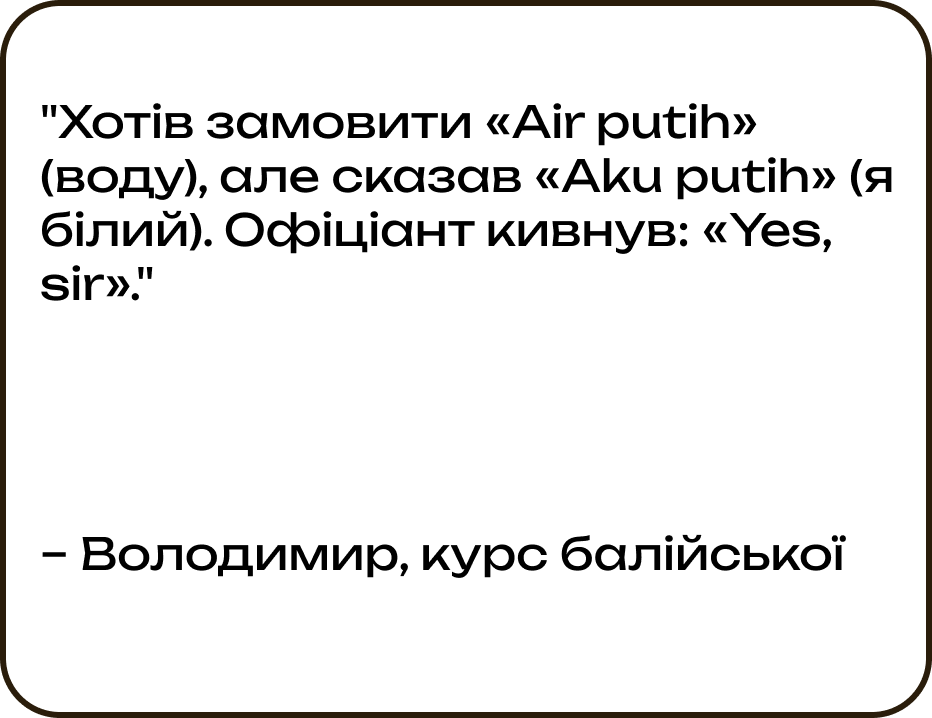 "Хотів замовити «Air putih»
(воду), але сказав «Aku putih» (я
білий). Офіціант кивнув: «Yes,
sir»."
– Володимир, курс балійської